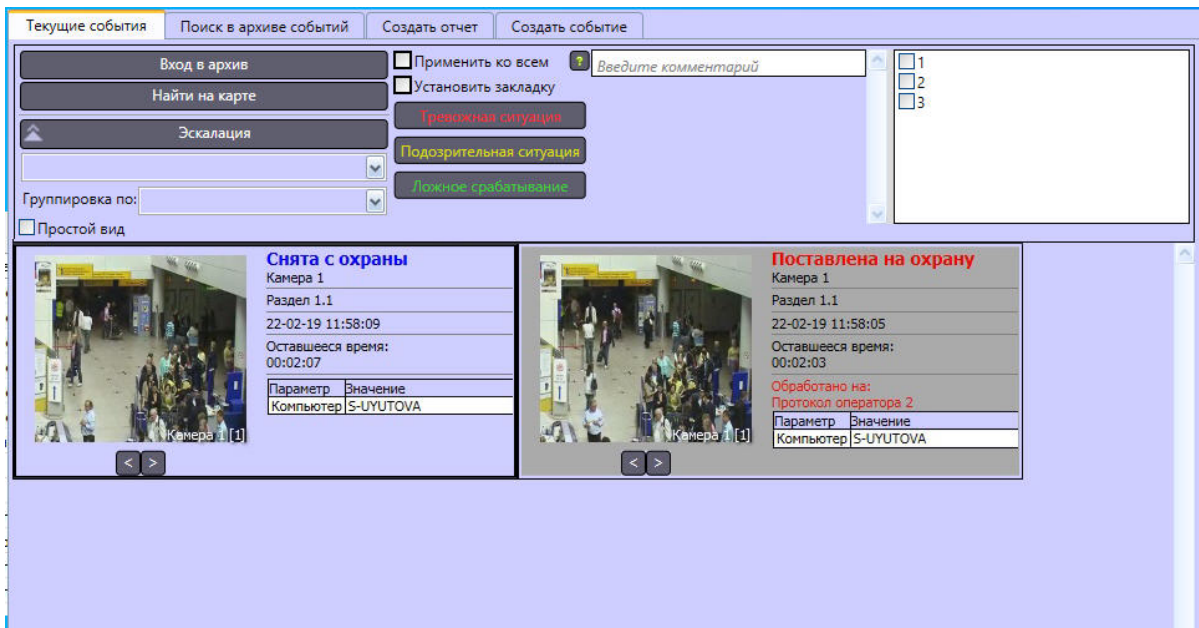 Текущие события
Поиск в архиве событий
Создать отчет
Создать событие
Вход в архив
Найти на карте
Эскалация
Группировка по:
Простой вид
Применить ко всем
?
Установить закладку
Тревожная ситуация
Подозрительная ситуация
Ложное срабатывание
Введите комментарий
1
2
3
Снята с охраны
Камера 1
Раздел 1.1
22-02-19 11:58:09
Оставшееся время:
00:02:07
Параметр Значение
Компьютер S-UYUTOVA
Камера 1 [1]
< >
Поставлена на охрану
Камера 1
Раздел 1.1
22-02-19 11:58:05
Оставшееся время:
00:02:03
Обработано на:
Протокол оператора 2
Параметр Значение
Компьютер S-UYUTOVA
Камера 1 [1]
< >